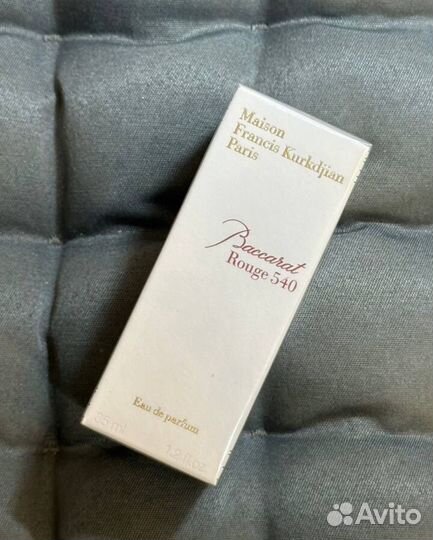 Maison
Francis Kurkdjian
Paris
Baccarat
Rouge 540
Eau de parfum
35 ml
1.2 fl.oz.
Avito